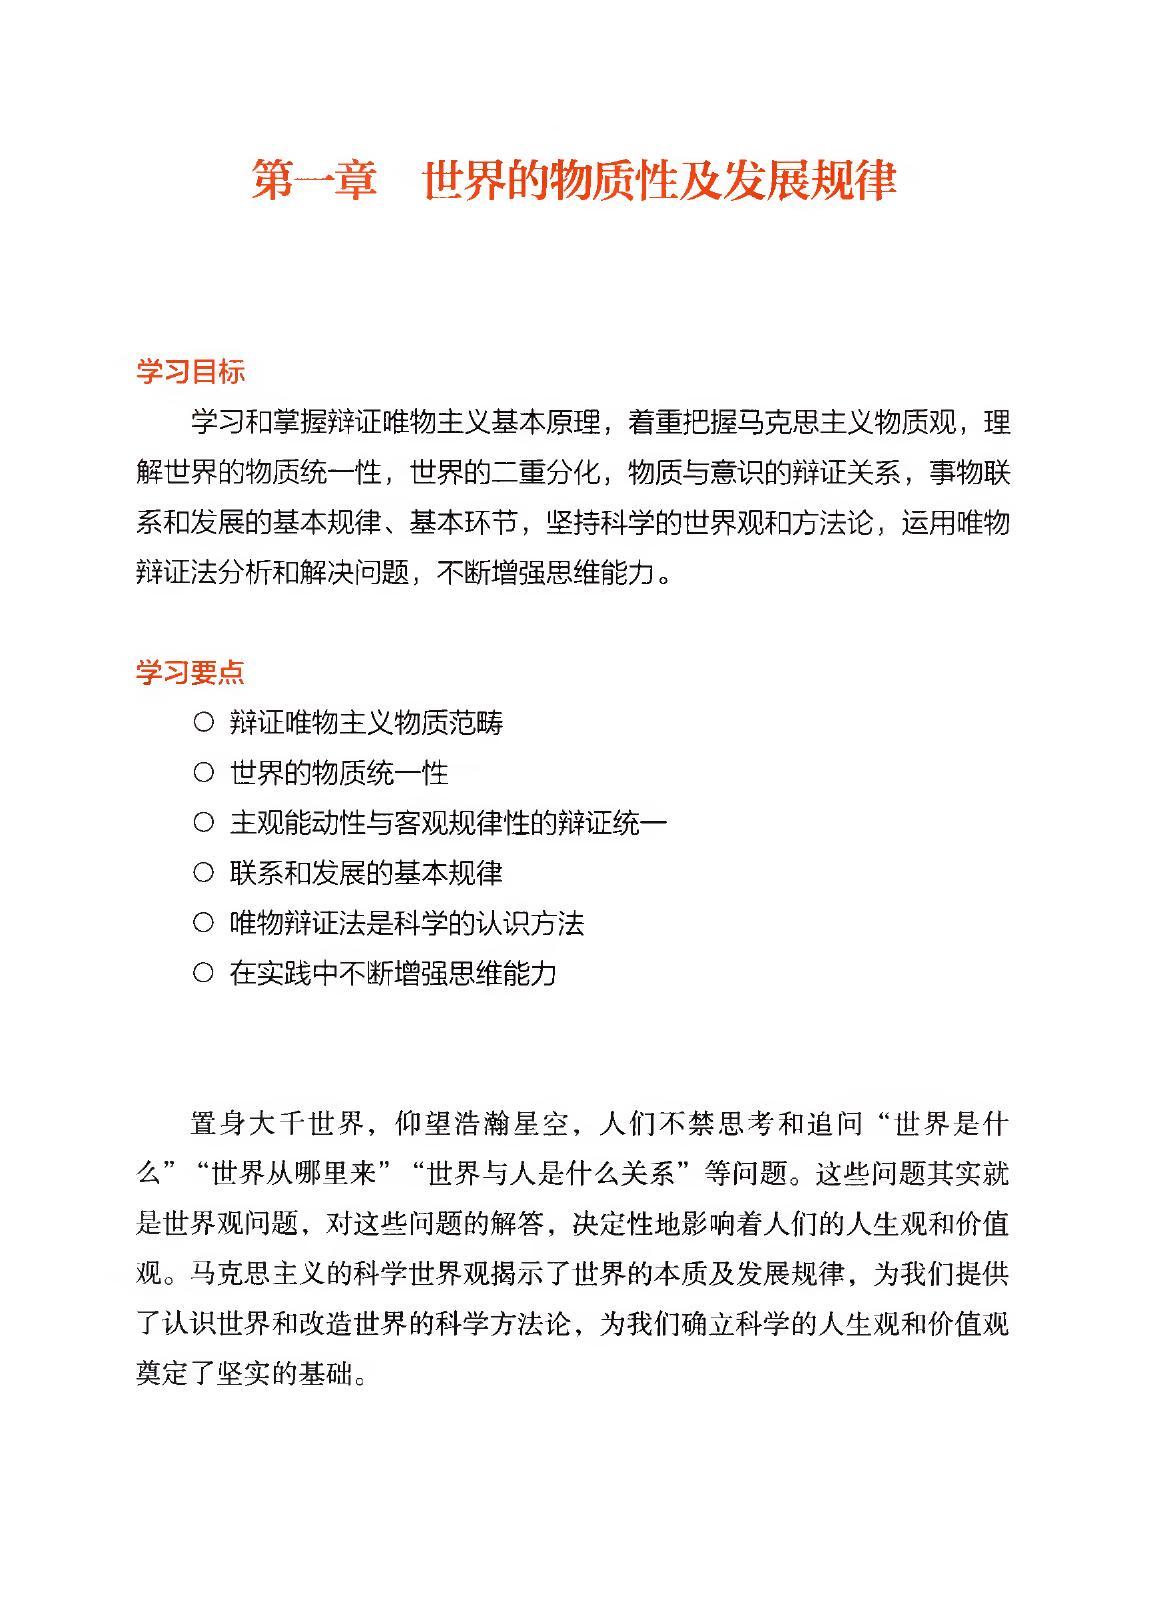 第一章　世界的物质性及发展规律
学习目标
学习和掌握辩证唯物主义基本原理，着重把握马克思主义物质观，理
解世界的物质统一性，世界的二重分化，物质与意识的辩证关系，事物联
系和发展的基本规律、基本环节，坚持科学的世界观和方法论，运用唯物
辩证法分析和解决问题，不断增强思维能力。
学习要点
○ 辩证唯物主义物质范畴
○ 世界的物质统一性
○ 主观能动性与客观规律性的辩证统一
○ 联系和发展的基本规律
○ 唯物辩证法是科学的认识方法
○ 在实践中不断增强思维能力
置身大千世界，仰望浩瀚星空，人们不禁思考和追问“世界是什
么”“世界从哪里来”“世界与人是什么关系”等问题。这些问题其实就
是世界观问题，对这些问题的解答，决定性地影响着人们的人生观和价值
观。马克思主义的科学世界观揭示了世界的本质及发展规律，为我们提供
了认识世界和改造世界的科学方法论，为我们确立科学的人生观和价值观
奠定了坚实的基础。